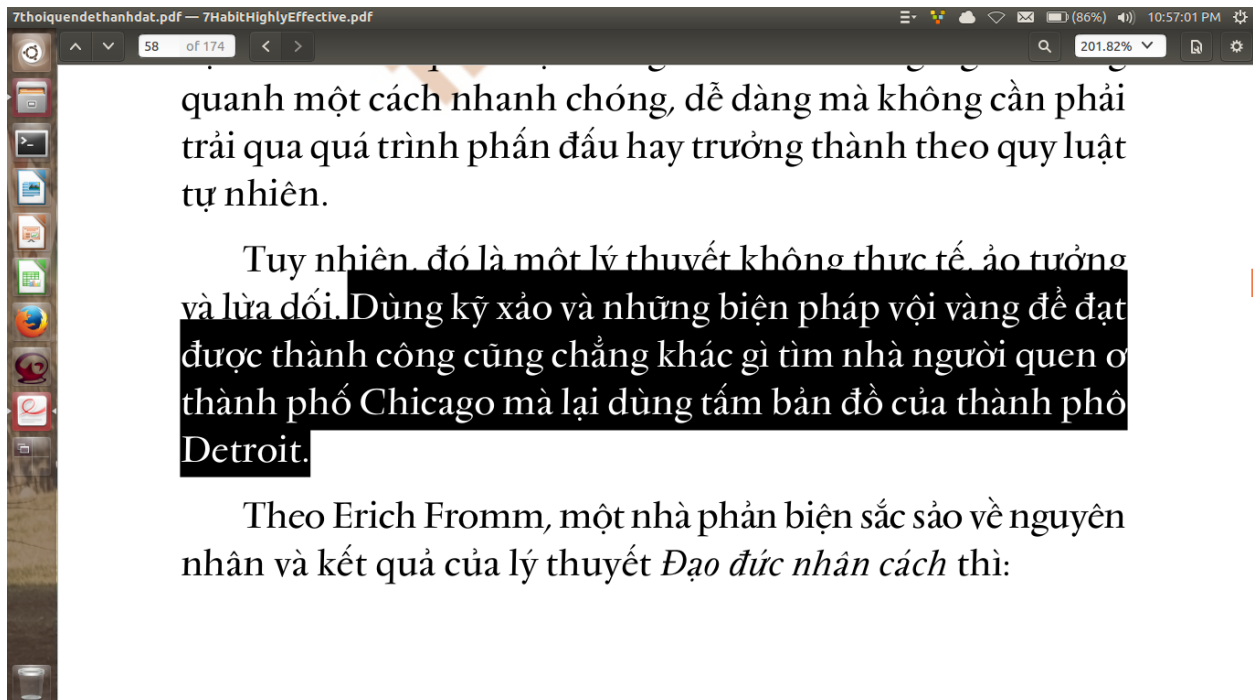 7thoiquendethanhdat.pdf — 7HabitHighlyEffective.pdf
(86%)
10:57:01 PM
58
of 174
201.82%
quanh một cách nhanh chóng, dễ dàng mà không cần phải
trải qua quá trình phấn đấu hay trưởng thành theo quy luật
tự nhiên.
Tuy nhiên, đó là một lý thuyết không thực tế, ảo tưởng
và lừa dối. Dùng kỹ xảo và những biện pháp vội vàng để đạt
được thành công cũng chẳng khác gì tìm nhà người quen ơ
thành phố Chicago mà lại dùng tấm bản đồ của thành phô
Detroit.
Theo Erich Fromm, một nhà phản biện sắc sảo về nguyên
nhân và kết quả của lý thuyết Đạo đức nhân cách thì: